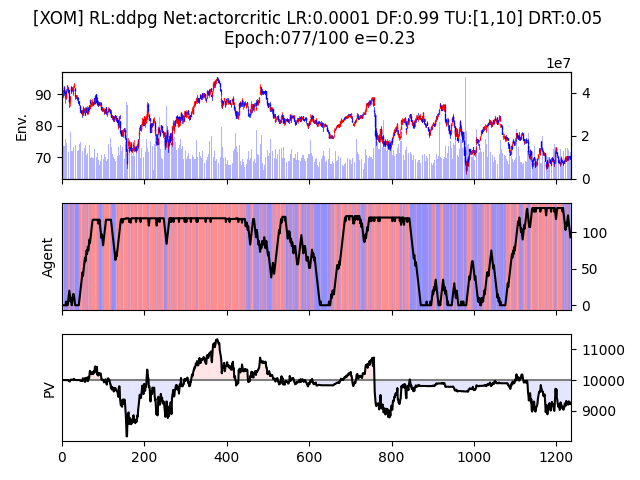 [XOM] RL:ddpg Net:actorcritic LR:0.0001 DF:0.99 TU:[1,10] DRT:0.05
Epoch:077/100 e=0.23
1e7
Env.
90
80
70
4
2
0
Agent
100
50
0
PV
11000
10000
9000
0 200 400 600 800 1000 1200